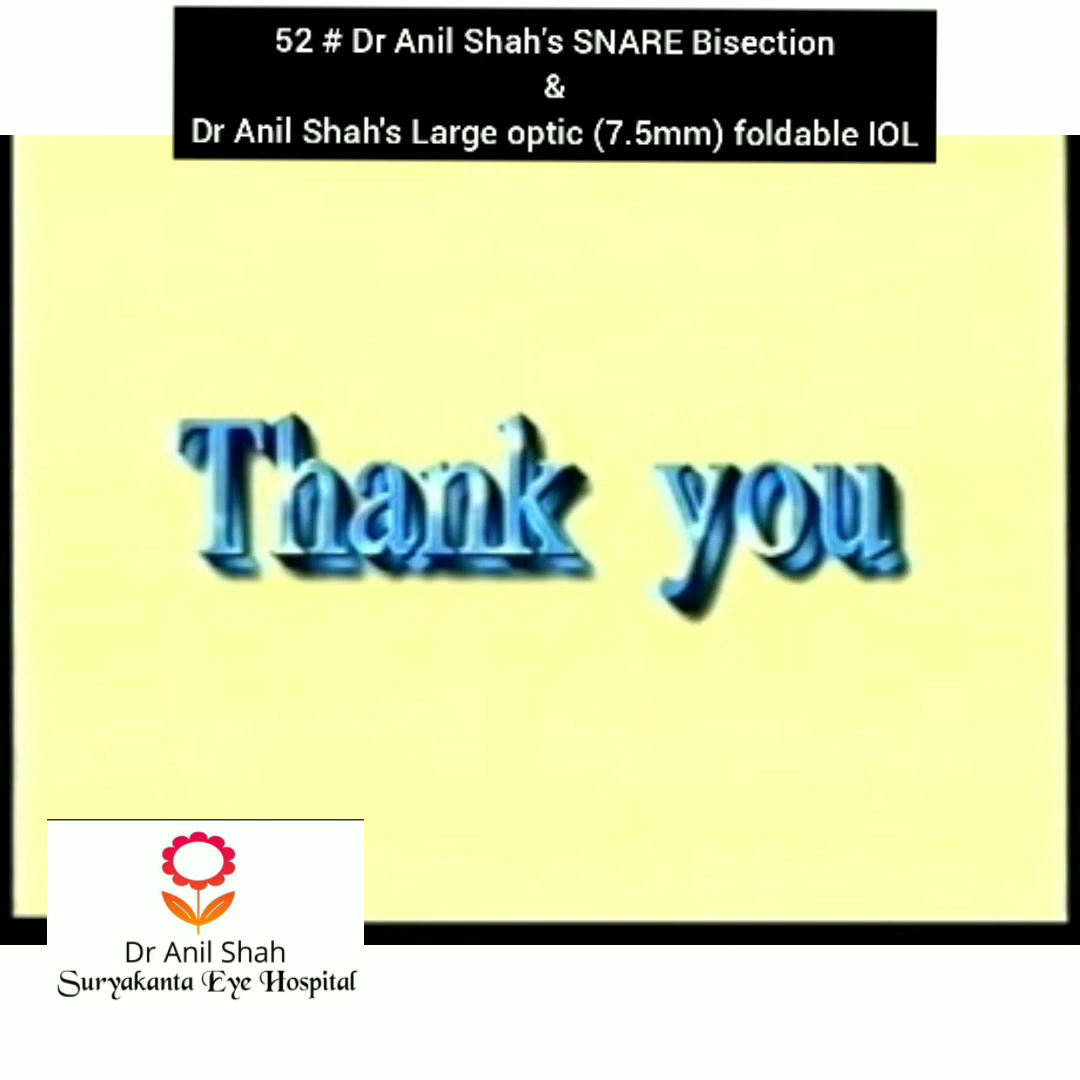 52 # Dr Anil Shah's SNARE Bisection
&
Dr Anil Shah's Large optic (7.5mm) foldable IOL
Thank you
Dr Anil Shah
Suryakanta Eye Hospital